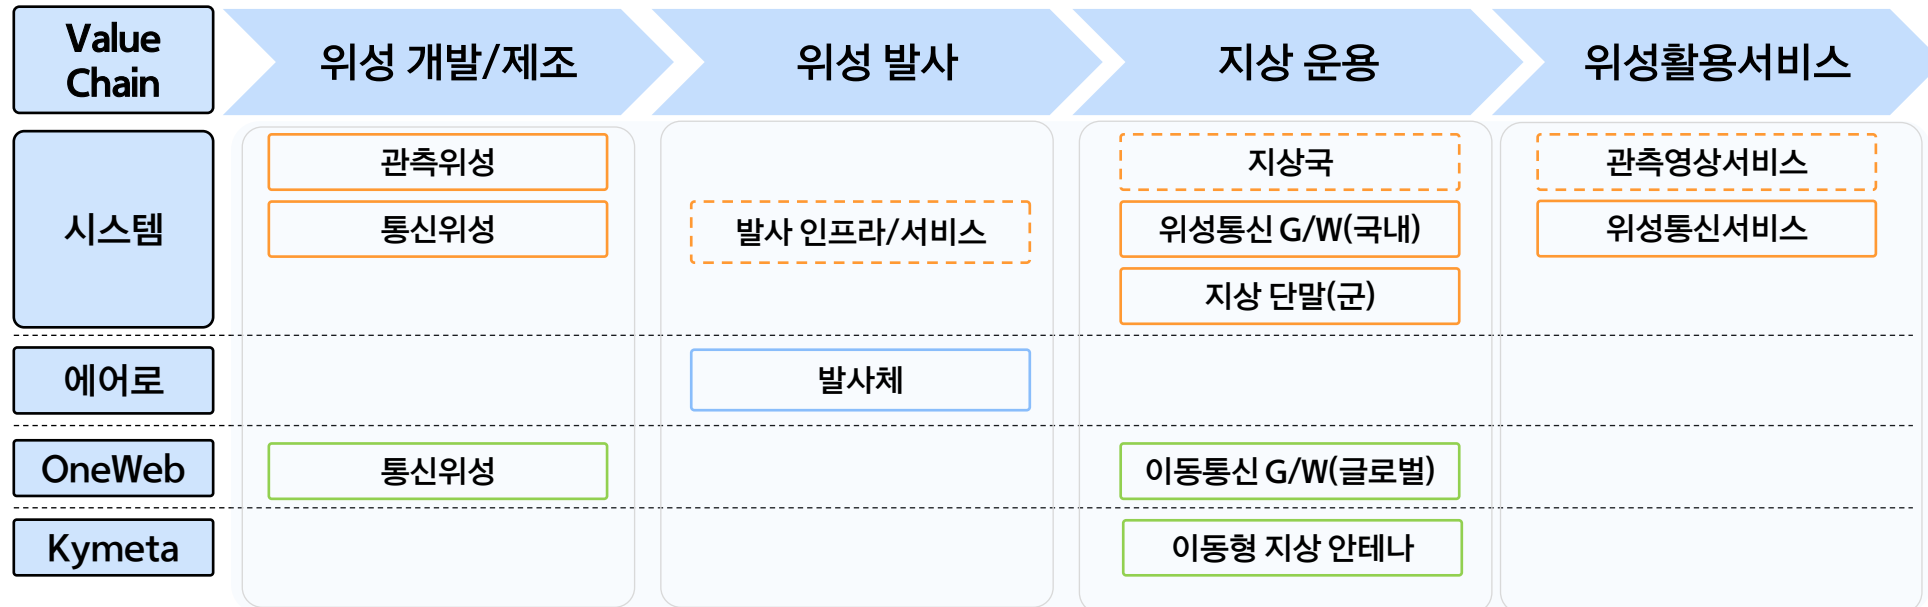 Value
Chain
위성 개발/제조
위성 발사
지상 운용
위성활용서비스
시스템
관측위성
지상국
관측영상서비스
통신위성
발사 인프라/서비스
위성통신 G/W(국내)
위성통신서비스
지상 단말(군)
에어로
발사체
OneWeb
통신위성
이동통신 G/W(글로벌)
Kymeta
이동형 지상 안테나